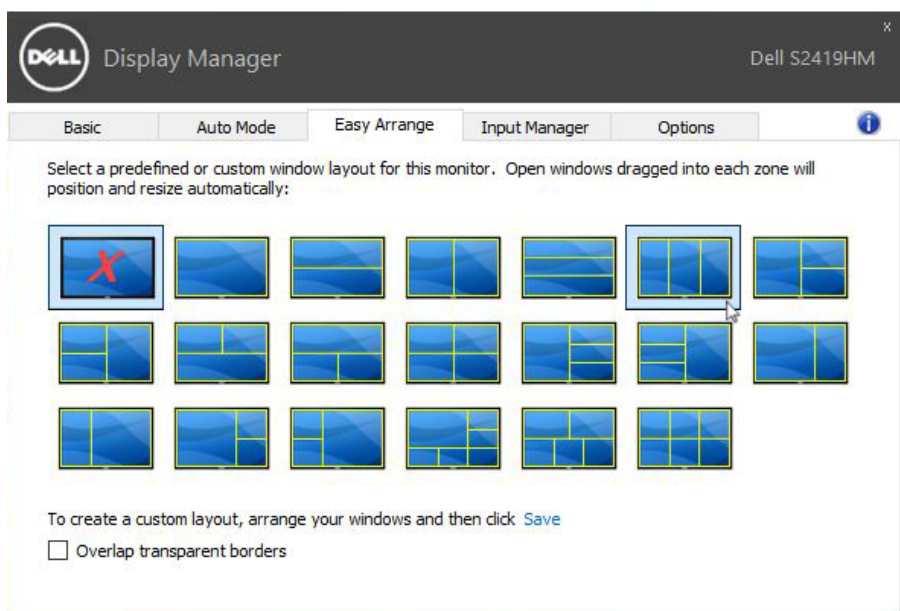 DELL Display Manager
x
Dell S2419HM
Basic Auto Mode Easy Arrange Input Manager Options
Select a predefined or custom window layout for this monitor. Open windows dragged into each zone will
position and resize automatically:
X
To create a custom layout, arrange your windows and then click Save
Overlap transparent borders